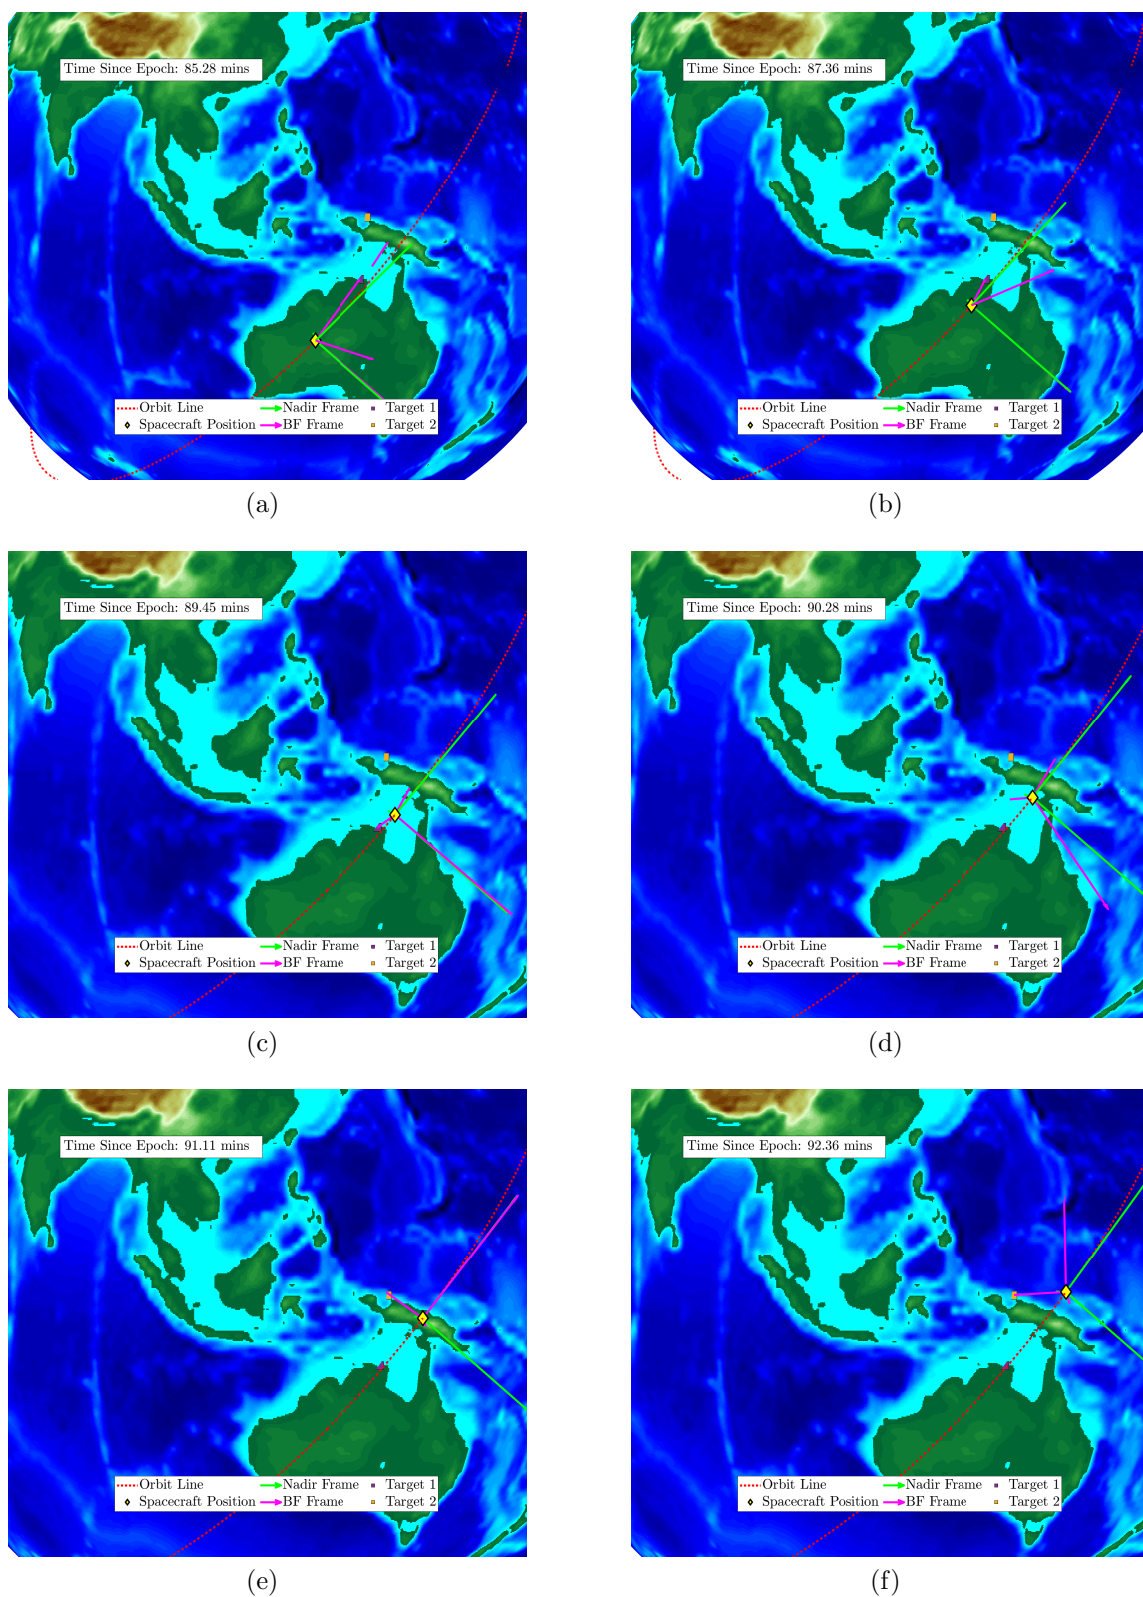 Time Since Epoch: 85.28 mins
Orbit Line Nadir Frame Target 1
Spacecraft Position BF Frame Target 2
(a)
Time Since Epoch: 87.36 mins
Orbit Line Nadir Frame Target 1
Spacecraft Position BF Frame Target 2
(b)
Time Since Epoch: 89.45 mins
Orbit Line Nadir Frame Target 1
Spacecraft Position BF Frame Target 2
(c)
Time Since Epoch: 90.28 mins
Orbit Line Nadir Frame Target 1
Spacecraft Position BF Frame Target 2
(d)
Time Since Epoch: 91.11 mins
Orbit Line Nadir Frame Target 1
Spacecraft Position BF Frame Target 2
(e)
Time Since Epoch: 92.36 mins
Orbit Line Nadir Frame Target 1
Spacecraft Position BF Frame Target 2
(f)